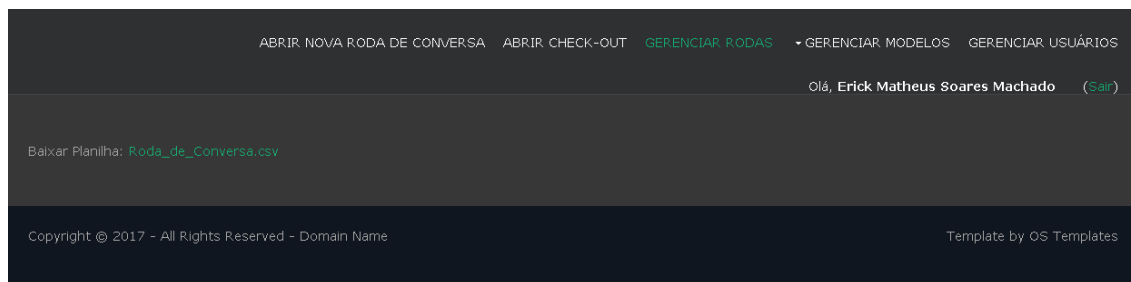 ABRIR NOVA RODA DE CONVERSA ABRIR CHECK-OUT GERENCIAR RODAS GERENCIAR MODELOS GERENCIAR USUÁRIOS
Olá, Erick Matheus Soares Machado (Sair)
Baixar Planilha: Roda_de_Conversa.csv
Copyright © 2017 - All Rights Reserved - Domain Name Template by OS Templates